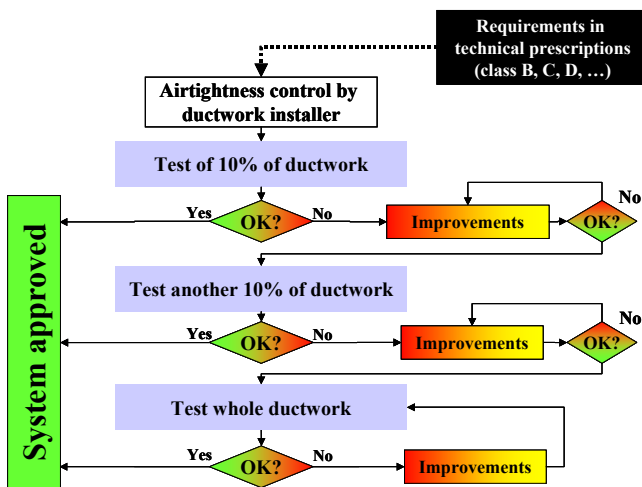 Requirements in
technical prescriptions
(class B, C, D, …)
Airtightness control by
ductwork installer
Test of 10% of ductwork
Yes
OK?
No
Improvements
OK?
No
Test another 10% of ductwork
Yes
OK?
No
Improvements
OK?
No
Test whole ductwork
Yes
OK?
No
Improvements
System approved